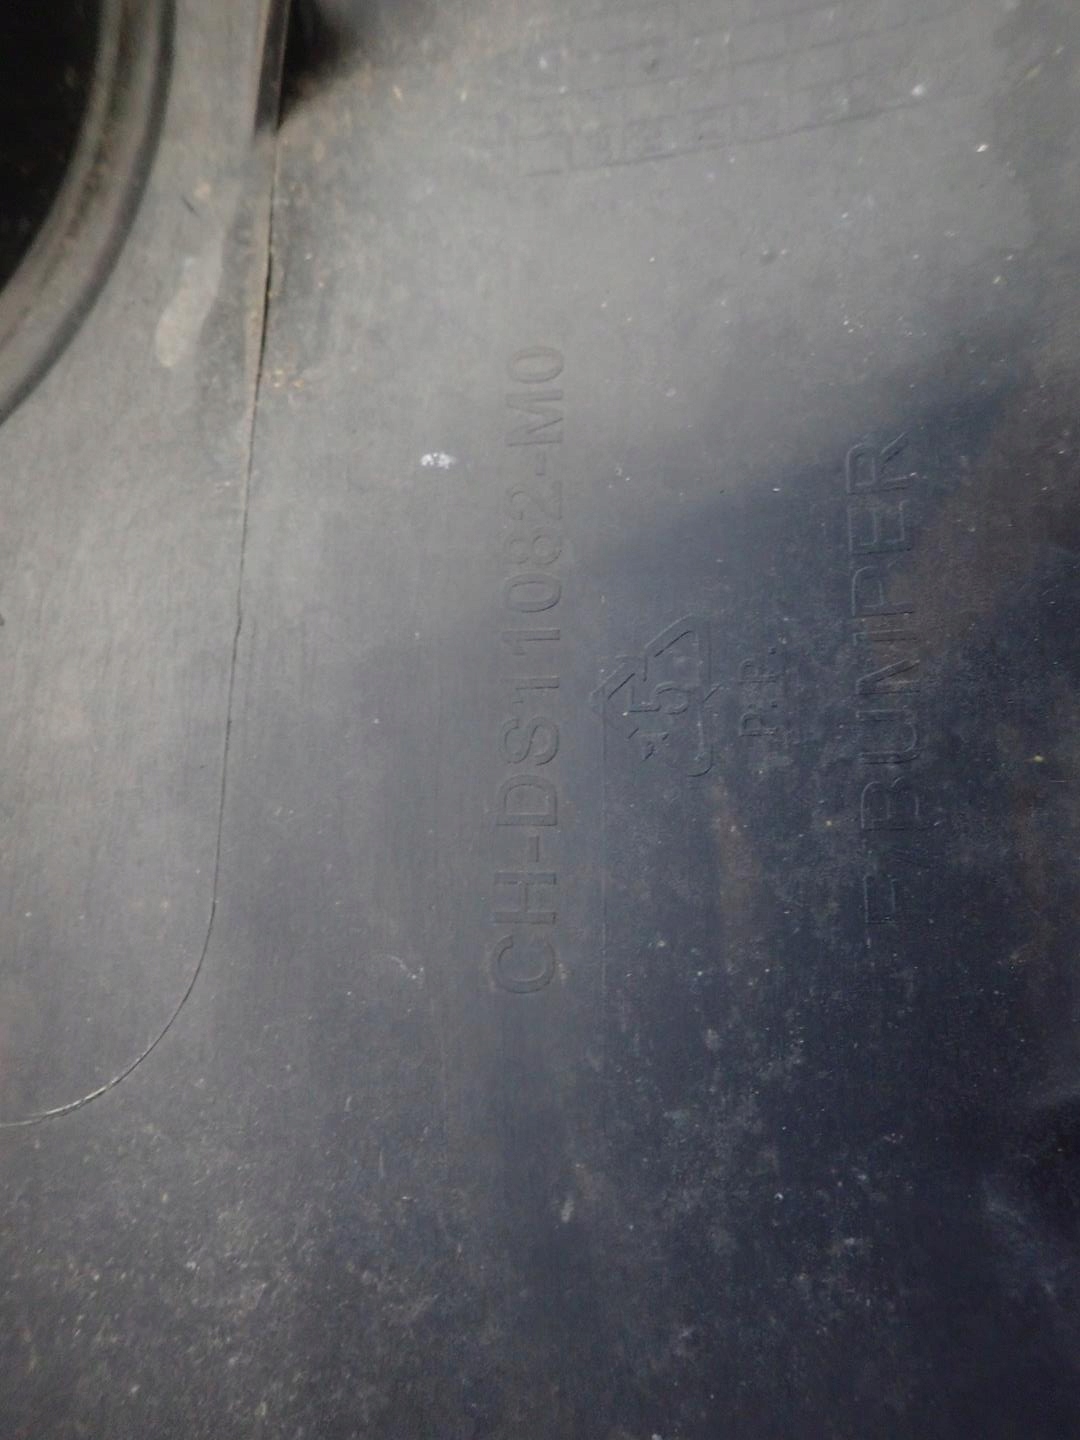 CH-DS11082-M0
5
P.P.
F/BUMPER